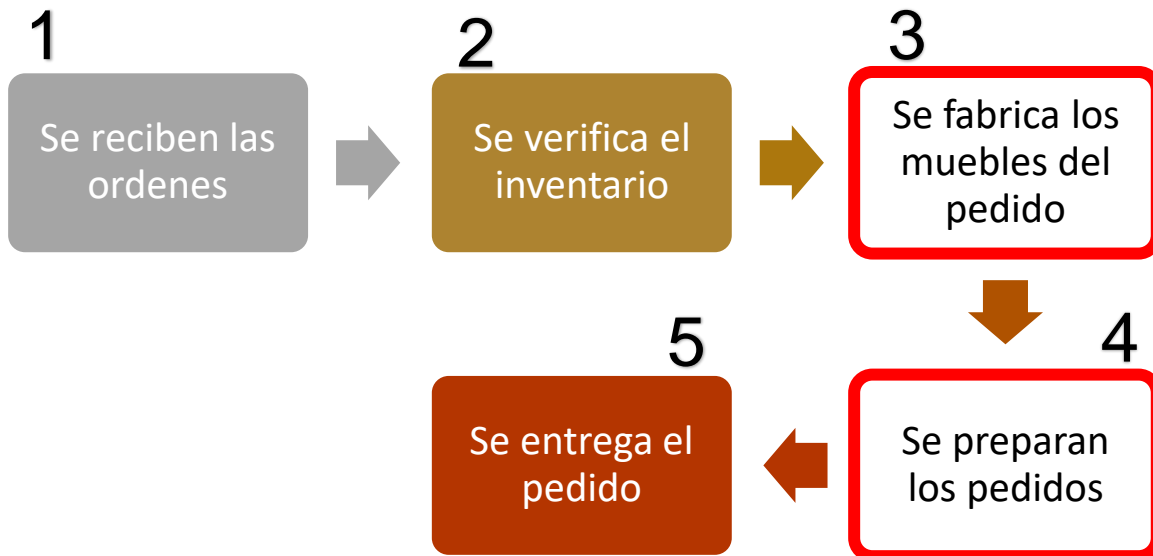 1
Se reciben las
ordenes
2
Se verifica el
inventario
3
Se fabrica los
muebles del
pedido
4
Se preparan
los pedidos
5
Se entrega el
pedido